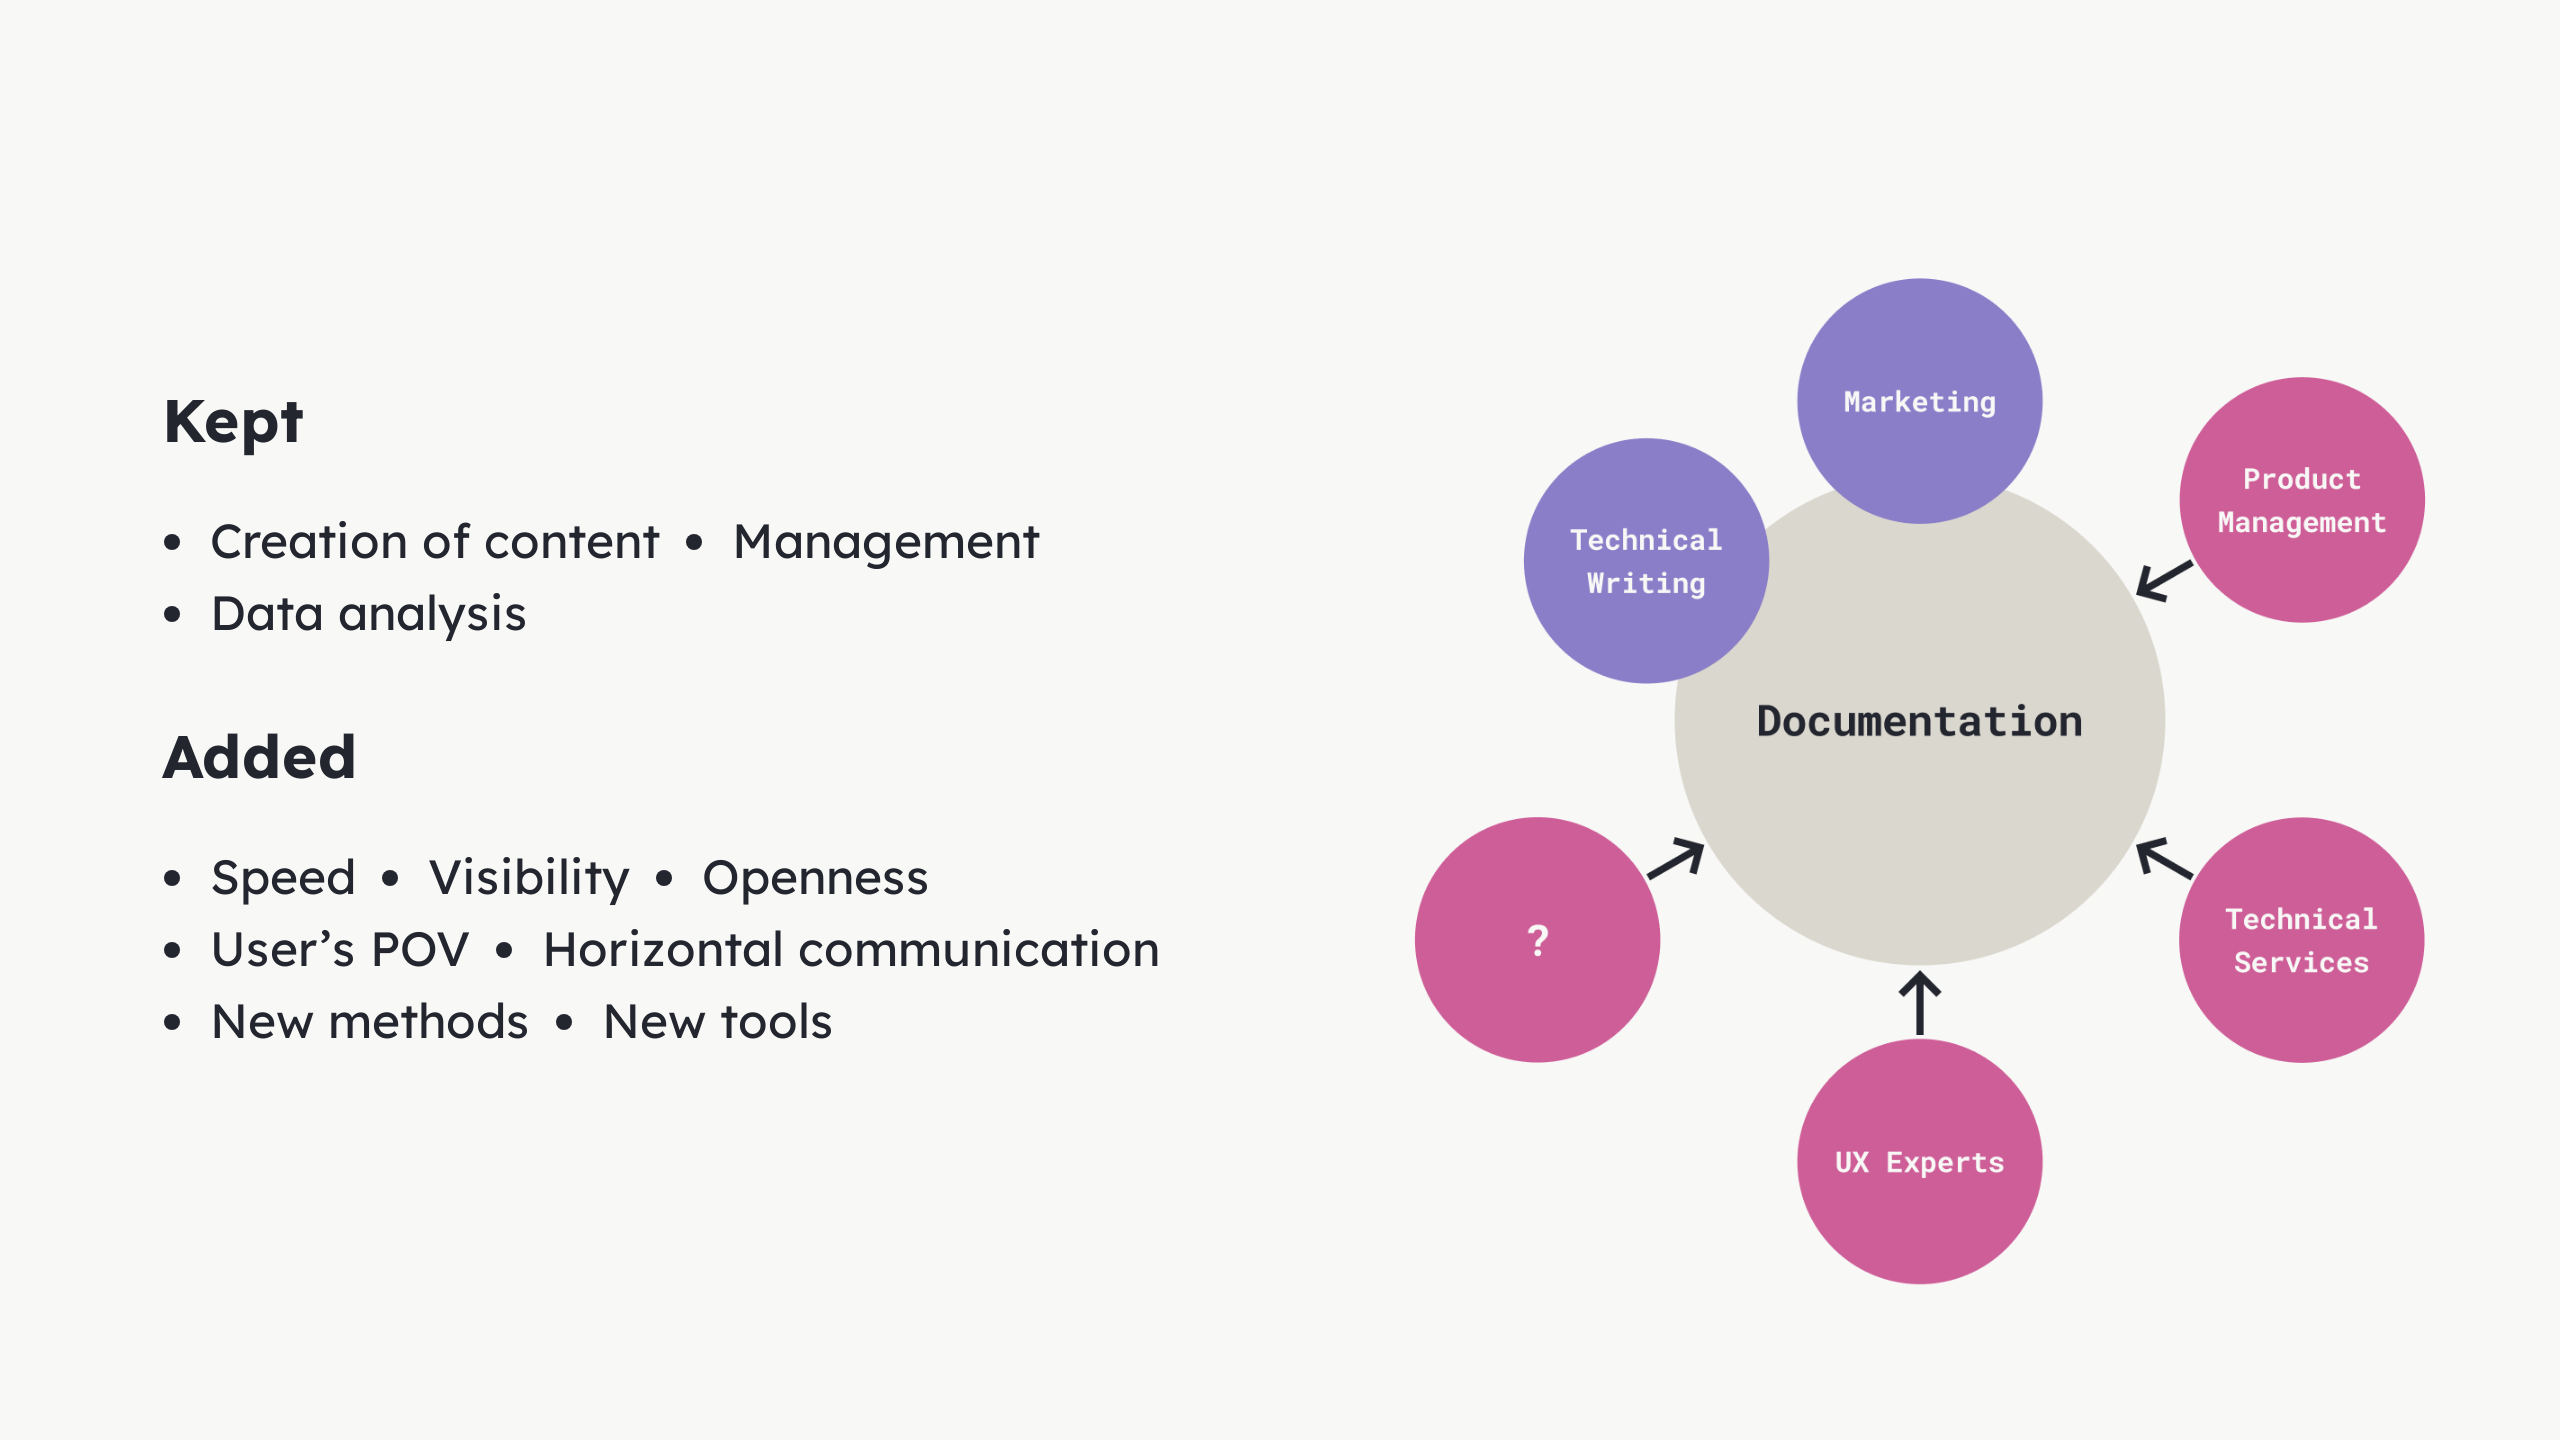 Kept
• Creation of content • Management
• Data analysis
Added
• Speed • Visibility • Openness
• User’s POV • Horizontal communication
• New methods • New tools
Marketing
Product
Management
Technical
Writing
Documentation
?
Technical
Services
UX Experts